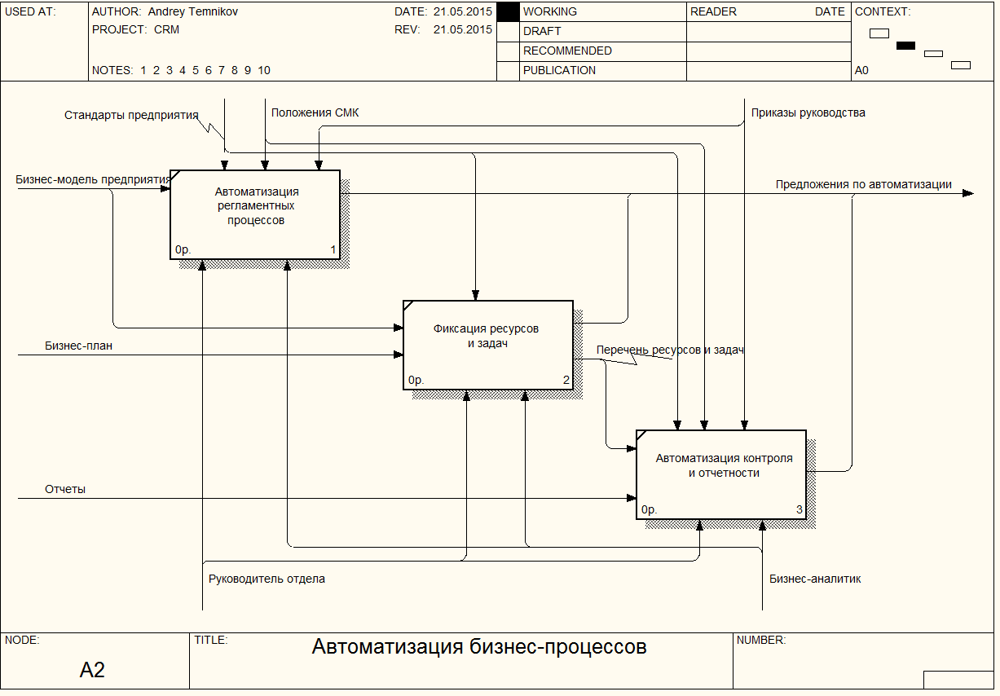 USED AT:
AUTHOR: Andrey Temnikov
DATE: 21.05.2015
PROJECT: CRM
REV: 21.05.2015
NOTES: 1 2 3 4 5 6 7 8 9 10
WORKING
DRAFT
RECOMMENDED
PUBLICATION
READER
DATE
CONTEXT:
A0
Стандарты предприятия
Положения СМК
Приказы руководства
Бизнес-модель предприятия
Предложения по автоматизации
Автоматизация
регламентных
процессов
0р.
1
Фиксация ресурсов
и задач
0р.
2
Бизнес-план
Перечень ресурсов и задач
Автоматизация контроля
и отчетности
0р.
3
Отчеты
Руководитель отдела
Бизнес-аналитик
NODE:
A2
TITLE:
Автоматизация бизнес-процессов
NUMBER: